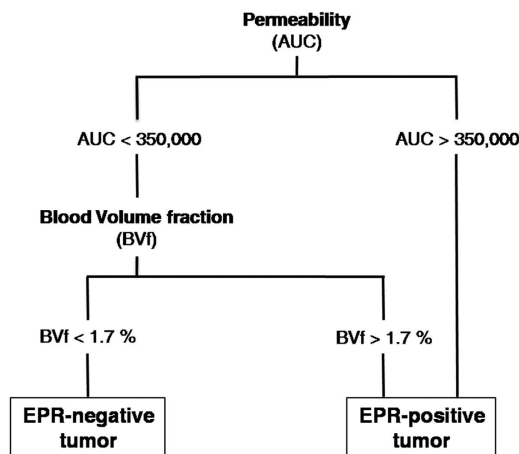 Permeability
(AUC)
AUC < 350,000
AUC > 350,000
Blood Volume fraction
(BVf)
BVf < 1.7 %
BVf > 1.7 %
EPR-negative
tumor
EPR-positive
tumor